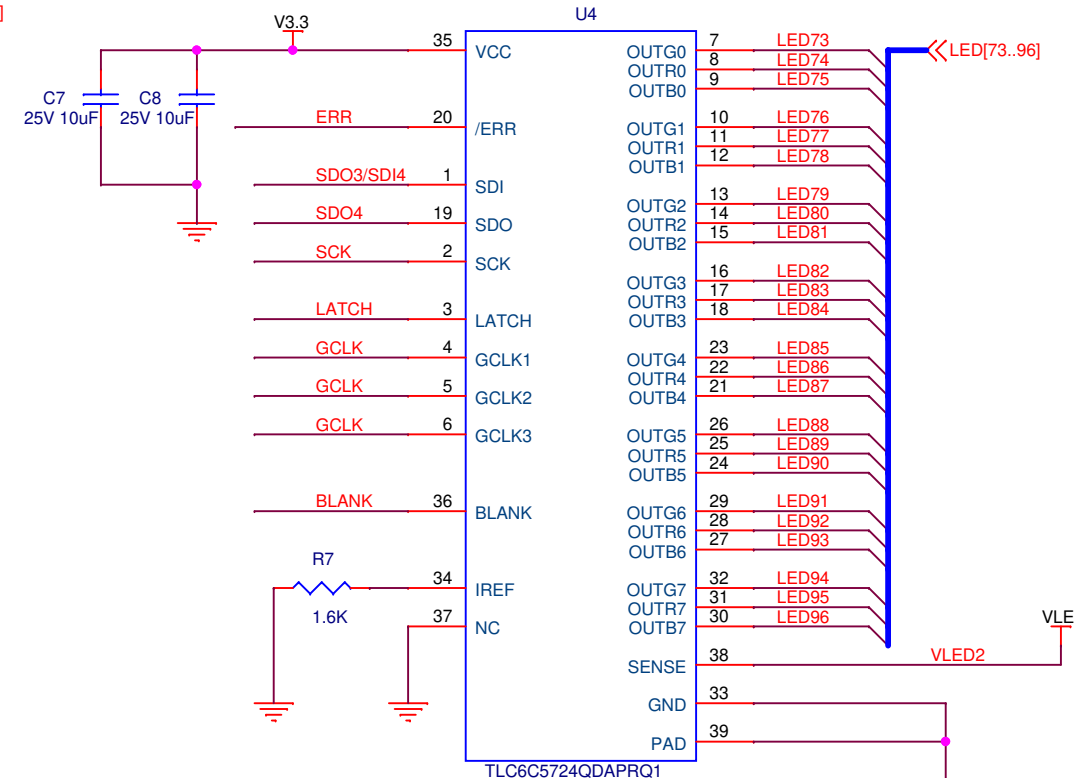 ]
V3.3
U4
35 VCC OUTG0 7 LED73
LED[73..96]
OUTR0 8 LED74
OUTB0 9 LED75
C7
25V 10uF
C8
25V 10uF
ERR 20 /ERR OUTG1 10 LED76
OUTR1 11 LED77
OUTB1 12 LED78
SDO3/SDI4 1 SDI
OUTG2 13 LED79
SDO4 19 SDO OUTR2 14 LED80
OUTB2 15 LED81
SCK 2 SCK
OUTG3 16 LED82
OUTR3 17 LED83
LATCH 3 LATCH OUTB3 18 LED84
GCLK 4 GCLK1 OUTG4 23 LED85
OUTR4 22 LED86
GCLK 5 GCLK2 OUTB4 21 LED87
GCLK 6 GCLK3 OUTG5 26 LED88
OUTR5 25 LED89
OUTB5 24 LED90
BLANK 36 BLANK OUTG6 29 LED91
OUTR6 28 LED92
OUTB6 27 LED93
R7
1.6K
34 IREF OUTG7 32 LED94
OUTR7 31 LED95
37 NC OUTB7 30 LED96
VLE
SENSE 38 VLED2
GND 33
PAD 39
TLC6C5724QDAPRQ1